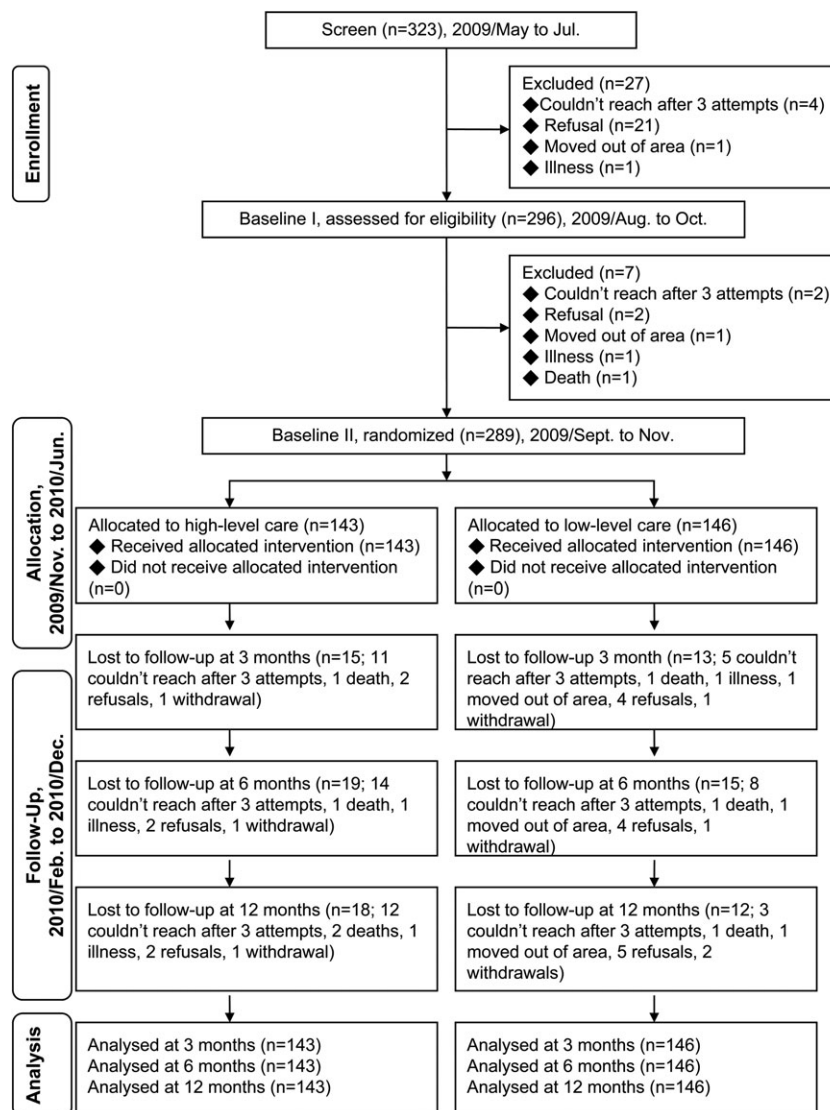 Screen (n=323), 2009/May to Jul.
Enrollment
Excluded (n=27)
◆Couldn't reach after 3 attempts (n=4)
◆ Refusal (n=21)
◆ Moved out of area (n=1)
◆ Illness (n=1)
Baseline I, assessed for eligibility (n=296), 2009/Aug. to Oct.
Excluded (n=7)
◆ Couldn't reach after 3 attempts (n=2)
◆ Refusal (n=2)
◆ Moved out of area (n=1)
◆ Illness (n=1)
◆ Death (n=1)
Baseline II, randomized (n=289), 2009/Sept. to Nov.
Allocation,
2009/Nov. to 2010/Jun.
Allocated to high-level care (n=143)
◆ Received allocated intervention (n=143)
◆ Did not receive allocated intervention
(n=0)
Allocated to low-level care (n=146)
◆ Received allocated intervention (n=146)
◆ Did not receive allocated intervention
(n=0)
Follow-Up,
2010/Feb. to 2010/Dec.
Lost to follow-up at 3 months (n=15; 11
couldn't reach after 3 attempts, 1 death, 2
refusals, 1 withdrawal)
Lost to follow-up 3 month (n=13; 5 couldn't
reach after 3 attempts, 1 death, 1 illness, 1
moved out of area, 4 refusals, 1
withdrawal)
Lost to follow-up at 6 months (n=19; 14
couldn't reach after 3 attempts, 1 death, 1
illness, 2 refusals, 1 withdrawal)
Lost to follow-up at 6 months (n=15; 8
couldn't reach after 3 attempts, 1 death, 1
moved out of area, 4 refusals, 1
withdrawal)
Lost to follow-up at 12 months (n=18; 12
couldn't reach after 3 attempts, 2 deaths, 1
illness, 2 refusals, 1 withdrawal)
Lost to follow-up at 12 months (n=12; 3
couldn't reach after 3 attempts, 1 death, 1
moved out of area, 5 refusals, 2
withdrawals)
Analysis
Analysed at 3 months (n=143)
Analysed at 6 months (n=143)
Analysed at 12 months (n=143)
Analysed at 3 months (n=146)
Analysed at 6 months (n=146)
Analysed at 12 months (n=146)